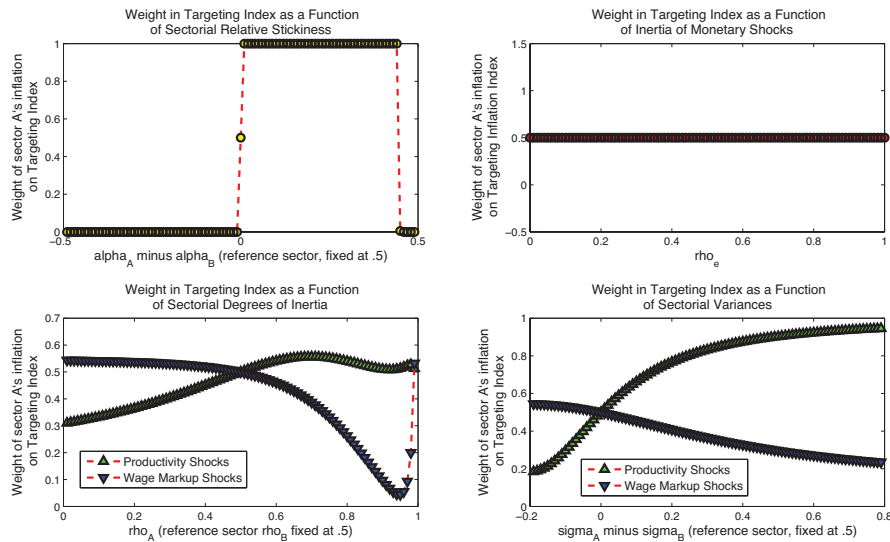 Weight in Targeting Index as a Function
of Sectorial Relative Stickiness
1
0.8
0.6
0.4
0.2
0
−0.5
0
0.5
Weight of sector A's inflation
on Targeting Index
alpha_A minus alpha_B (reference sector, fixed at .5)
Weight in Targeting Index as a Function
of Inertia of Monetary Shocks
1.5
1
0.5
0
−0.5
0
0.2
0.4
0.6
0.8
1
Weight of sector A's inflation
on Targeting Inflation Index
rho_e
Weight in Targeting Index as a Function
of Sectorial Degrees of Inertia
0.7
0.6
0.5
0.4
0.3
0.2
0.1
0
0
0.2
0.4
0.6
0.8
1
Weight of sector A's inflation
on Targeting Index
Productivity Shocks
Wage Markup Shocks
rho_A (reference sector rho_B fixed at .5)
Weight in Targeting Index as a Function
of Sectorial Variances
1
0.8
0.6
0.4
0.2
0
−0.2
0
0.2
0.4
0.6
0.8
Weight of sector A's inflation
on Targeting Index
Productivity Shocks
Wage Markup Shocks
sigma_A minus sigma_B (reference sector, fixed at .5)